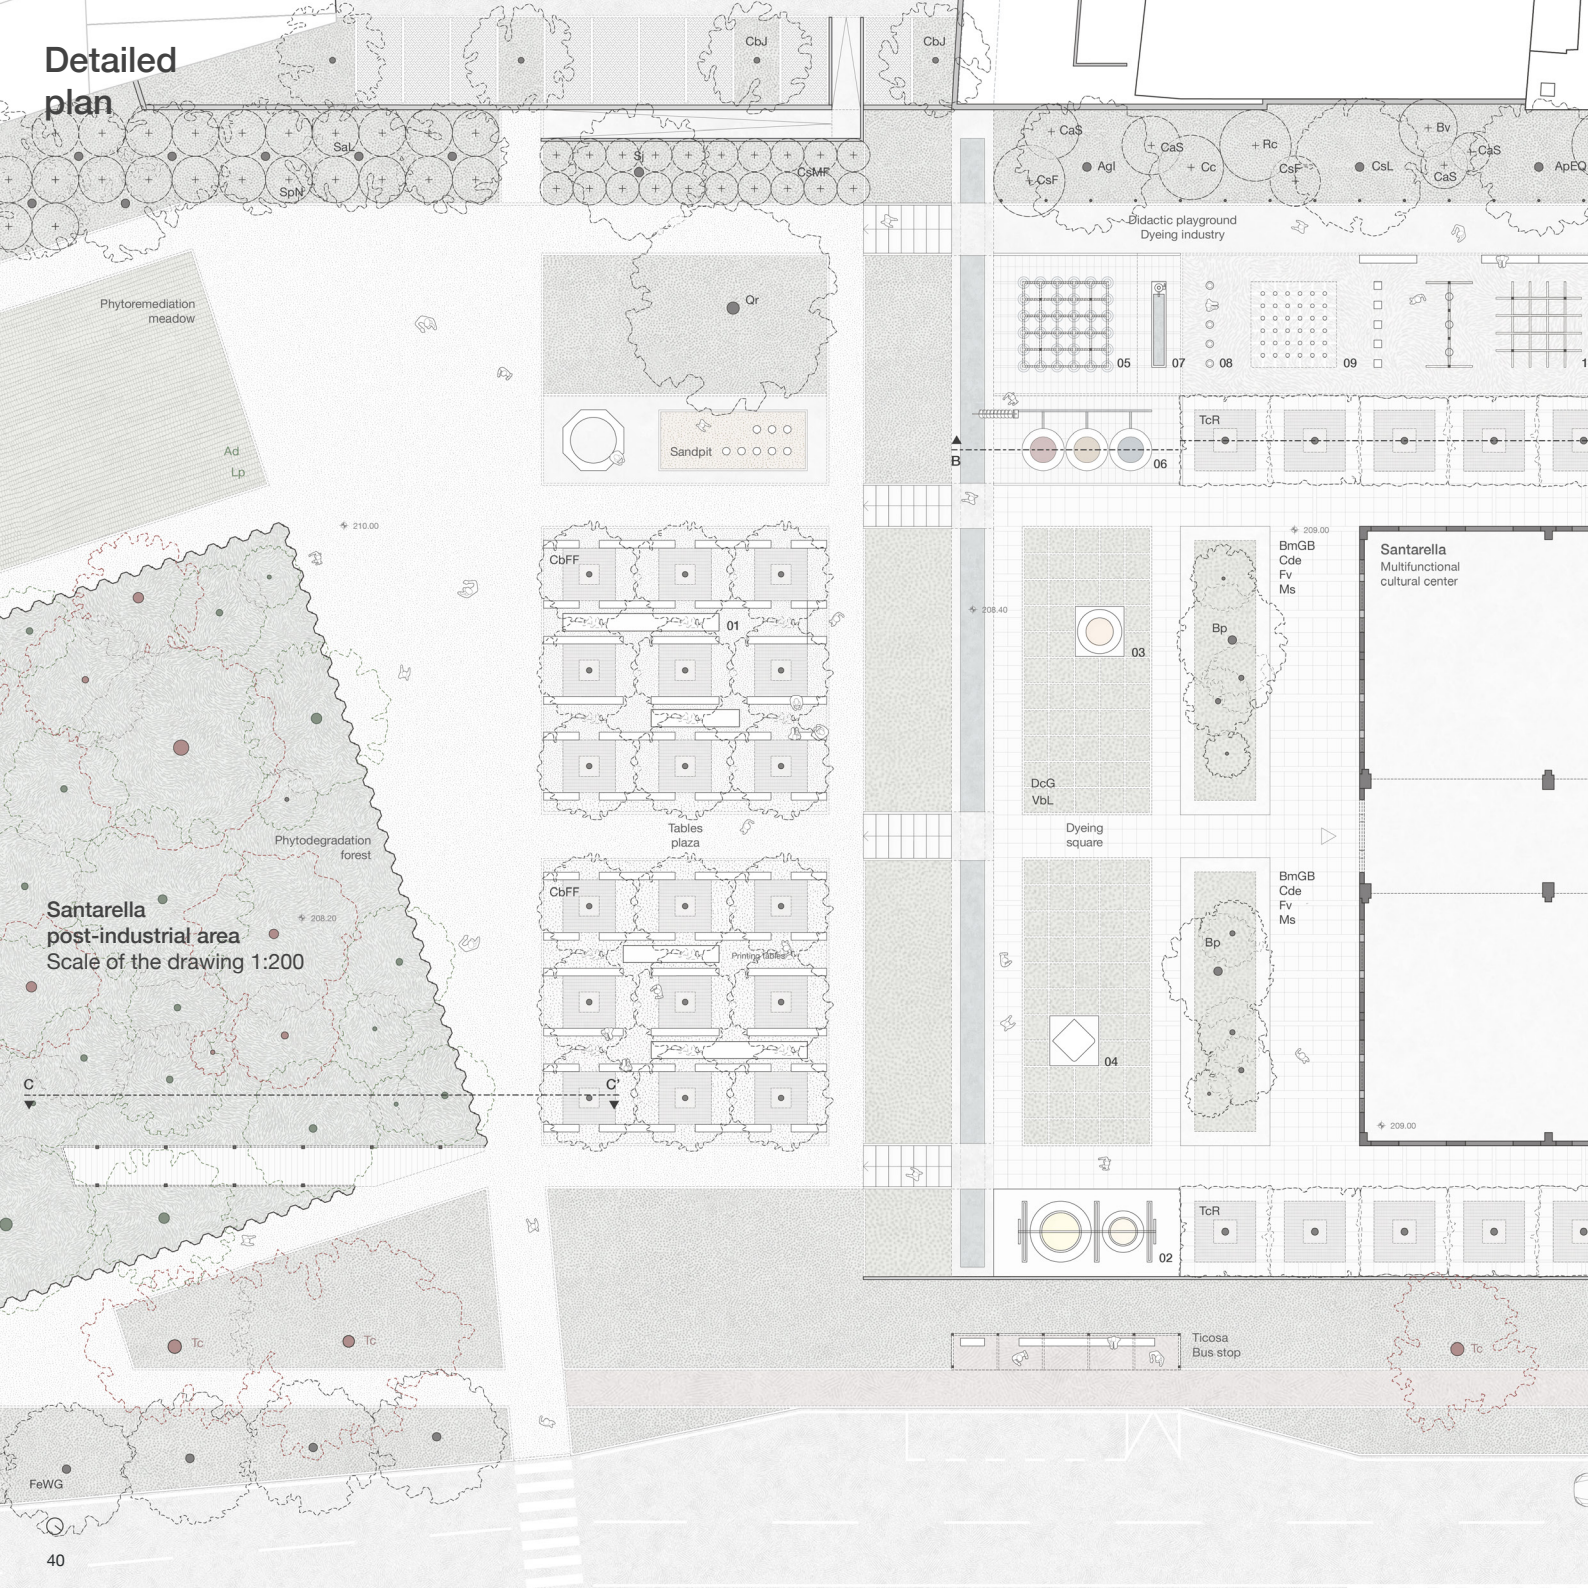 Detailed
plan
CbJ
CbJ
SaL
SpN
Sj
CsMF
CaS
CsF
AgI
CaS
Cc
Rc
CsF
CsL
Bv
CaS
CaS
ApEQ
Didactic playground
Dyeing industry
Phytoremediation
meadow
Qr
05
07
08
09
1
Ad
Lp
Sandpit
B
06
TcR
210.00
CbFF
01
208.40
03
209.00
BmGB
Cde
Fv
Ms
Bp
Santarella
Multifunctional
cultural center
DcG
VbL
Tables
plaza
Dyeing
square
Phytodegradation
forest
CbFF
BmGB
Cde
Fv
Ms
Santarella
post-industrial area
Scale of the drawing 1:200
208.20
Printing tables
Bp
04
C
C'
209.00
TcR
02
Tc
Tc
Ticosa
Bus stop
Tc
FeWG
40